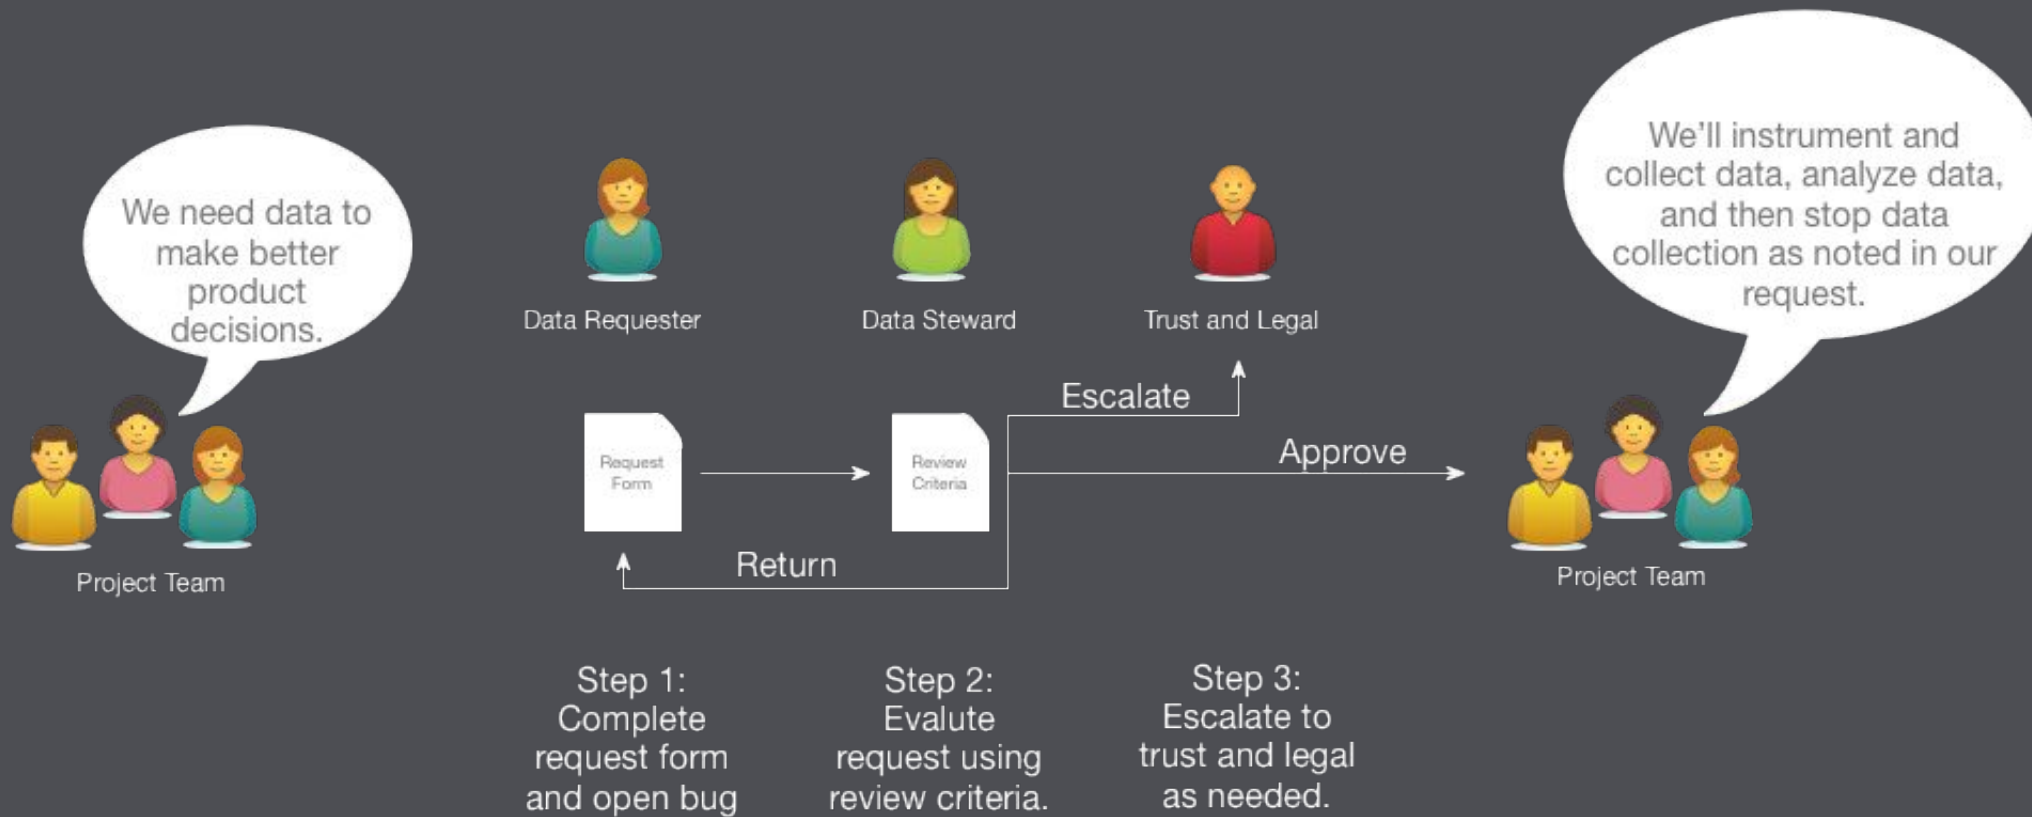 We need data to
make better
product
decisions.
Project Team
Data Requester
Data Steward
Trust and Legal
Request
Form
Review
Criteria
Escalate
Approve
Return
Step 1:
Complete
request form
and open bug
Step 2:
Evalute
request using
review criteria.
Step 3:
Escalate to
trust and legal
as needed.
We'll instrument and
collect data, analyze data,
and then stop data
collection as noted in our
request.
Project Team